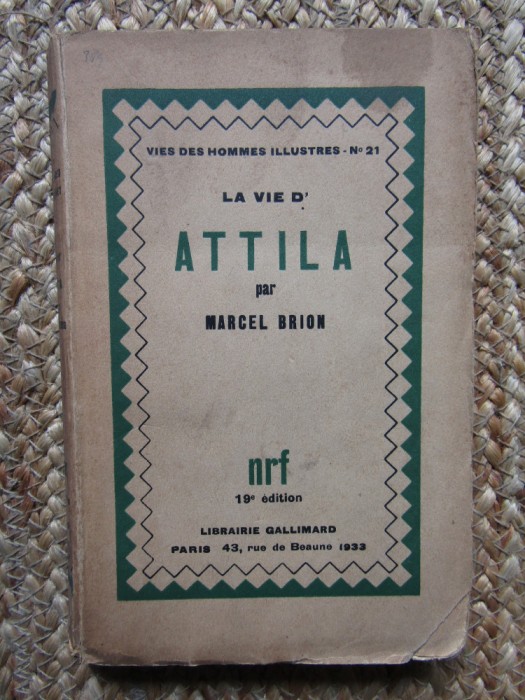 VIES DES HOMMES ILLUSTRES - No 21
LA VIE D'
ATTILA
par
MARCEL BRION
nrf
19e édition
LIBRAIRIE GALLIMARD
PARIS 43, rue de Beaune 1933